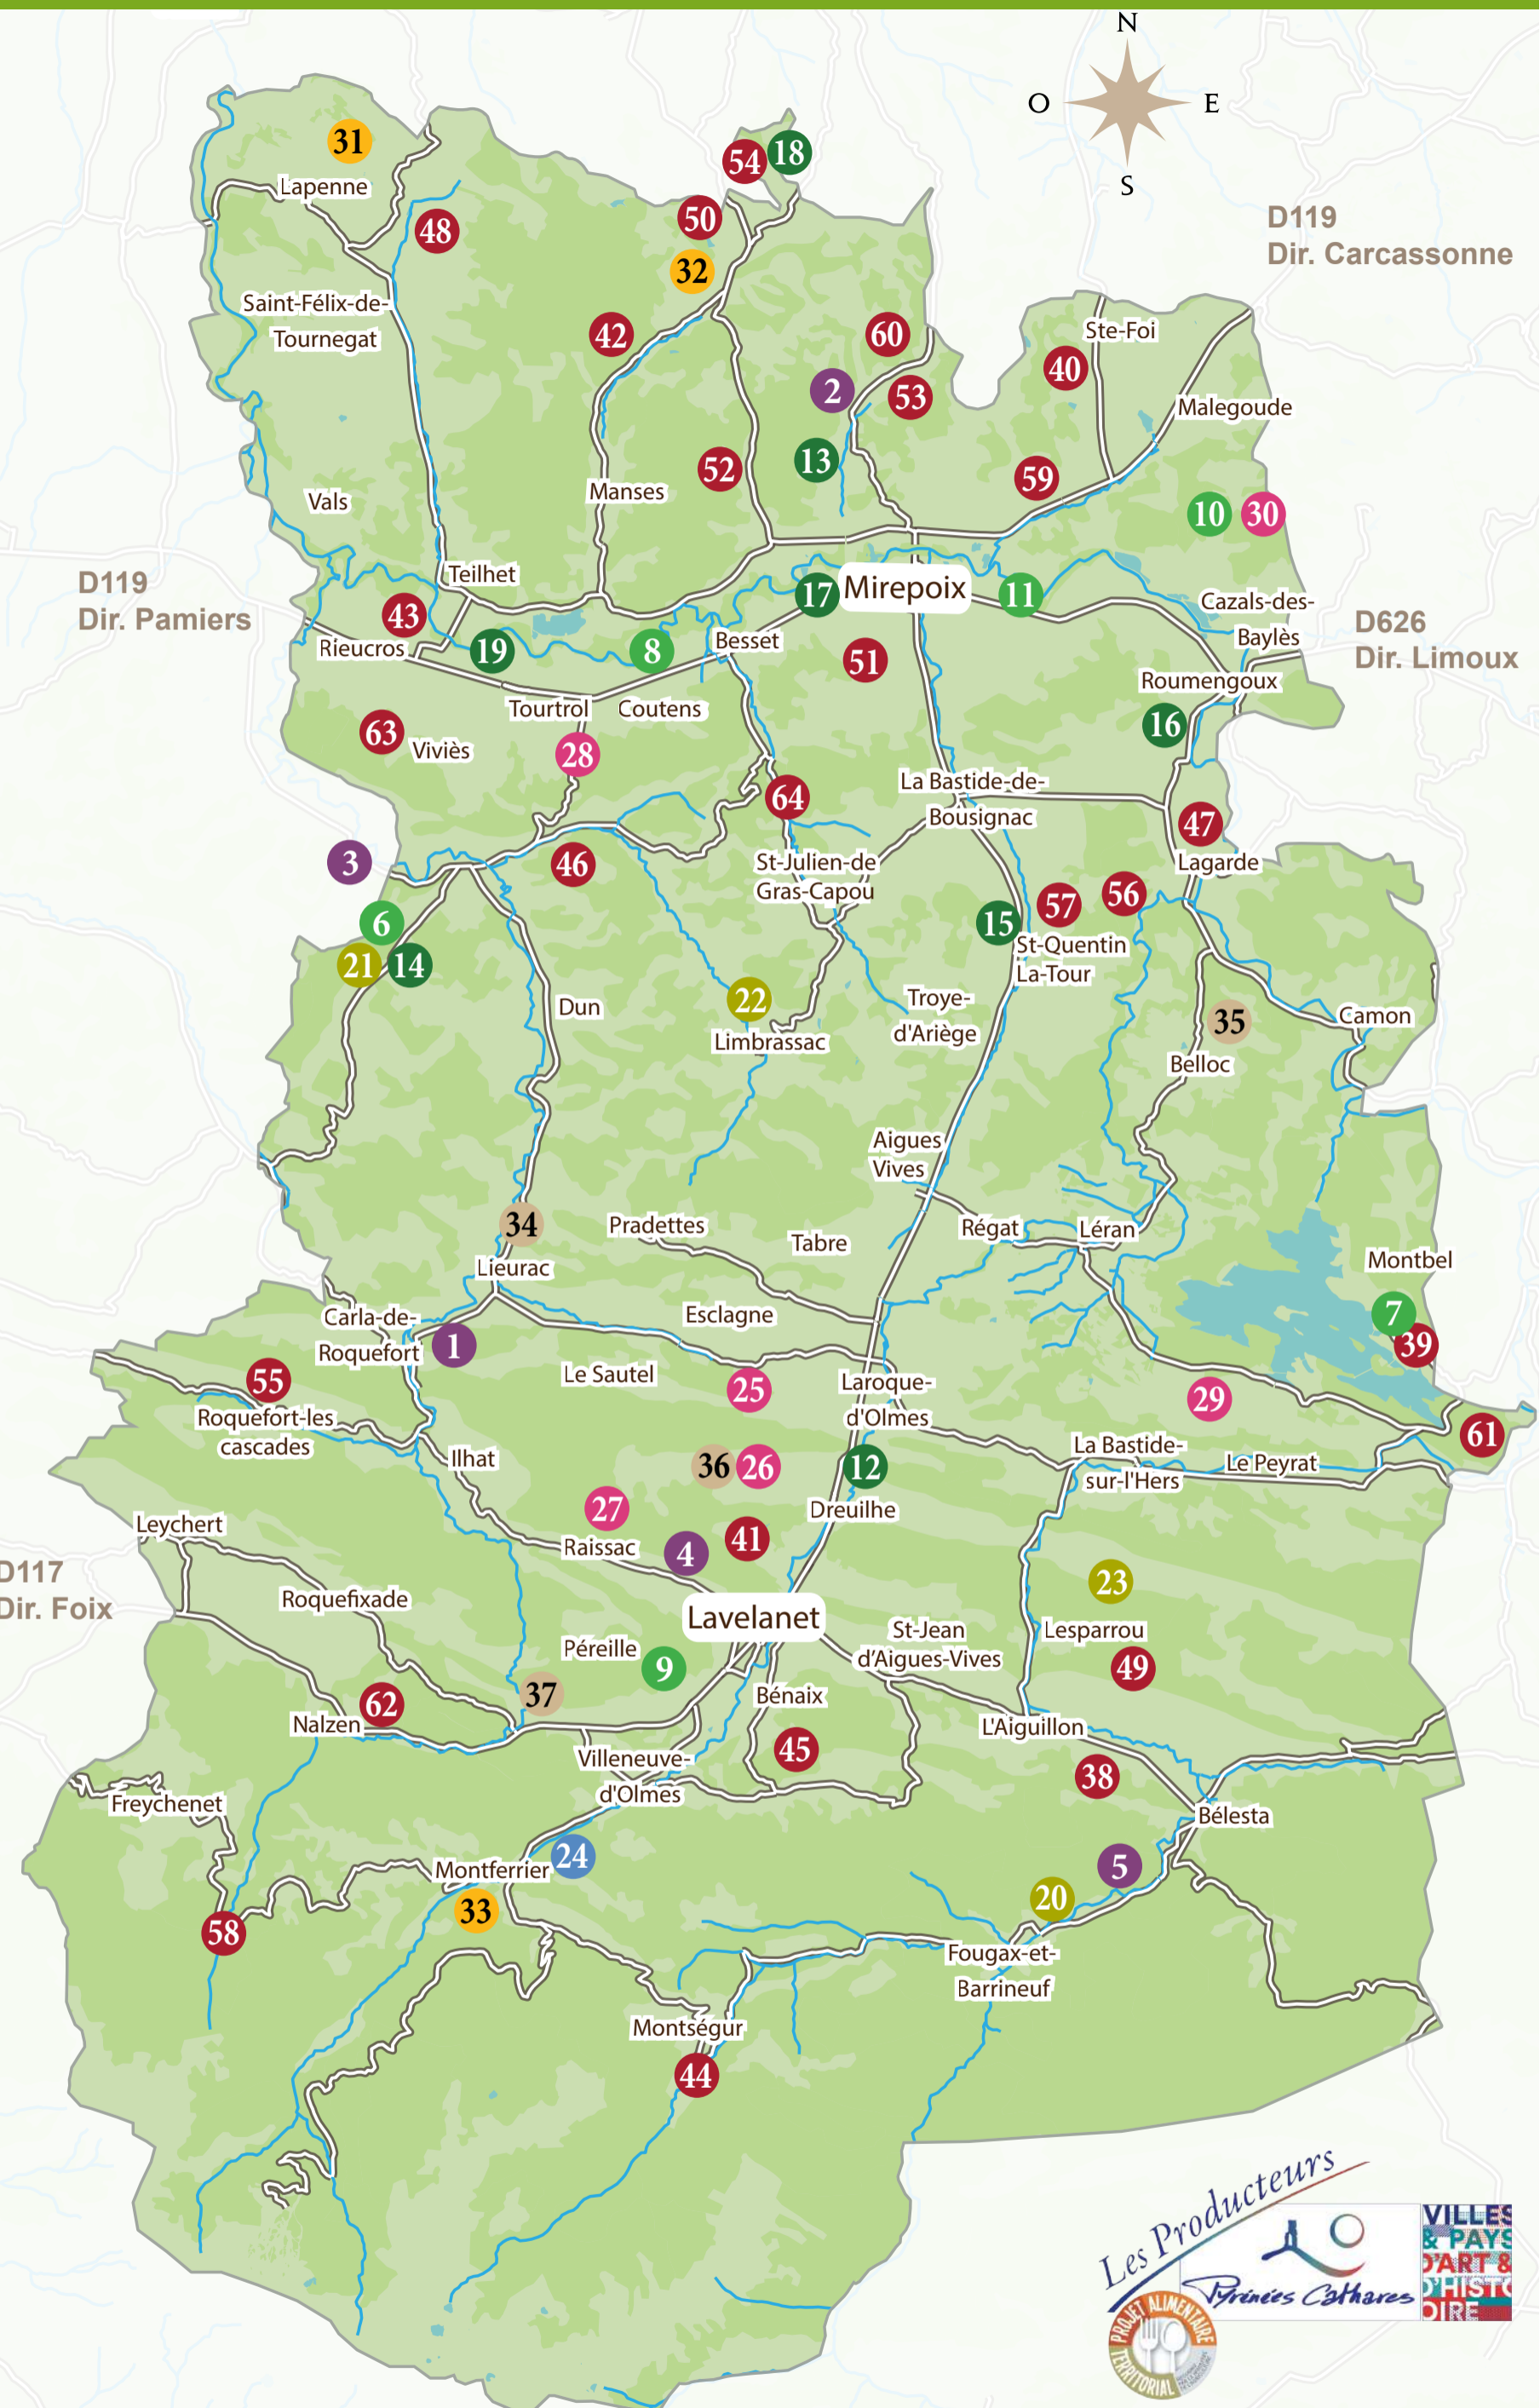 N
O
E
S
54
18
31
Lapenne
50
48
D119
Dir. Carcassonne
32
Saint-Félix-de-
Tournegat
42
60
Ste-Foi
40
2
53
Malegoude
52
13
59
Manses
Vals
10
30
D119
Dir. Pamiers
Teilhet
17
Mirepoix
11
Cazals-des-
Baylès
43
D626
Dir. Limoux
Rieucros
19
8
Besset
51
Roumengoux
Tourtrol
Coutens
16
63
Viviès
28
64
La Bastide-de-
Bousignac
47
3
46
St-Julien-de
Gras-Capou
Lagarde
56
57
6
15
St-Quentin
La-Tour
21
14
22
Dun
Troye-
d'Ariège
35
Camon
Limbrassac
Belloc
Aigues
Vives
34
Pradettes
Tabre
Régat
Léran
Lieurac
Montbel
Carla-de-
Roquefort
1
Esclagne
7
39
55
Le Sautel
25
Laroque-
d'Olmes
29
Roquefort-les
cascades
61
Ilhat
36
26
12
La Bastide-
sur-l'Hers
Le Peyrat
27
Dreuilhe
Leychert
Raissac
4
41
D117
Dir. Foix
23
Roquefixade
Lavelanet
St-Jean
d'Aigues-Vives
Lesparrou
Péreille
9
49
37
Bénaix
62
Nalzen
L'Aiguillon
45
Villeneuve-
d'Olmes
38
Freychenet
Bélesta
24
Montferrier
5
20
33
58
Fougax-et-
Barrineuf
Montségur
44
Les Producteurs
Pyrénées Cathares
VILLES
& PAYS
D'ART &
D'HISTO
OIRE
PROJET ALIMENTAIRE
TERRITORIAL